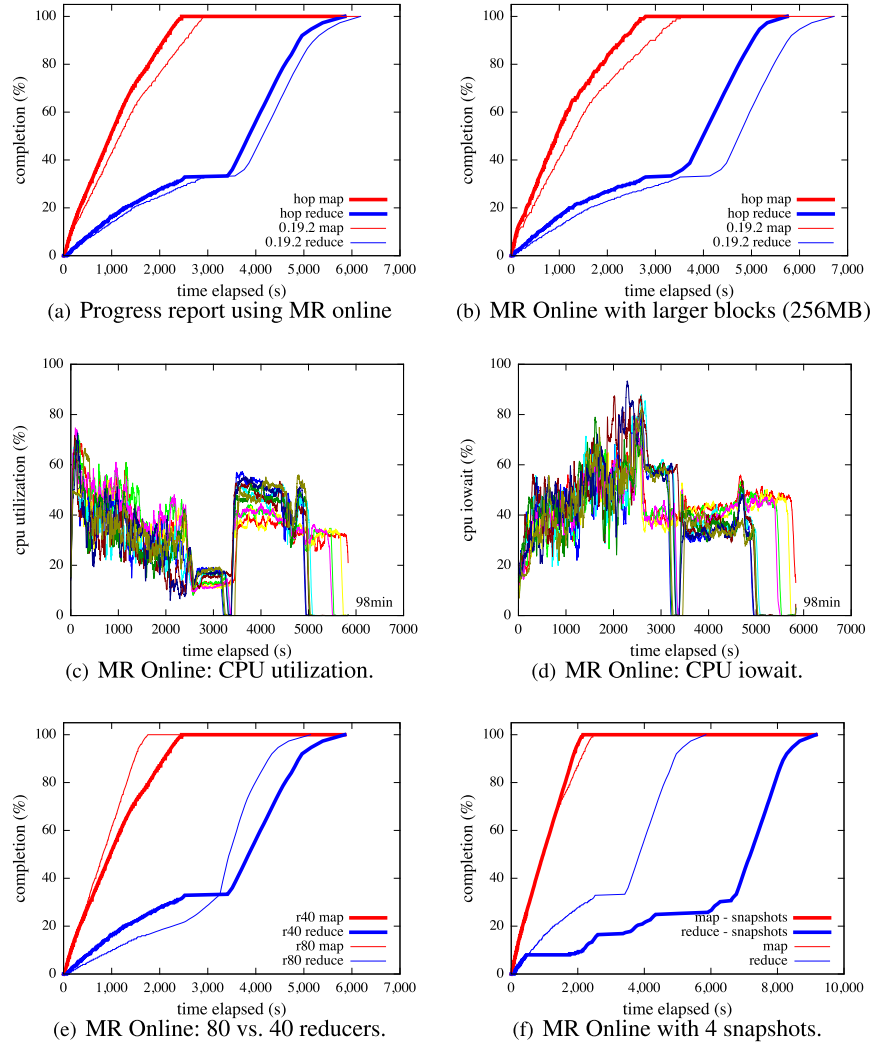 100
80
60
40
20
0
completion (%)
hop map
hop reduce
0.19.2 map
0.19.2 reduce
0 1,000 2,000 3,000 4,000 5,000 6,000 7,000
time elapsed (s)
(a) Progress report using MR online
100
80
60
40
20
0
completion (%)
hop map
hop reduce
0.19.2 map
0.19.2 reduce
0 1,000 2,000 3,000 4,000 5,000 6,000 7,000
time elapsed (s)
(b) MR Online with larger blocks (256MB)
100
80
60
40
20
0
cpu utilization (%)
98min
0 1000 2000 3000 4000 5000 6000 7000
time elapsed (s)
(c) MR Online: CPU utilization.
100
80
60
40
20
0
cpu iowait (%)
98min
0 1000 2000 3000 4000 5000 6000 7000
time elapsed (s)
(d) MR Online: CPU iowait.
100
80
60
40
20
0
completion (%)
r40 map
r40 reduce
r80 map
r80 reduce
0 1,000 2,000 3,000 4,000 5,000 6,000 7,000
time elapsed (s)
(e) MR Online: 80 vs. 40 reducers.
100
80
60
40
20
0
completion (%)
map - snapshots
reduce - snapshots
map
reduce
0 2,000 4,000 6,000 8,000 10,000
time elapsed (s)
(f) MR Online with 4 snapshots.